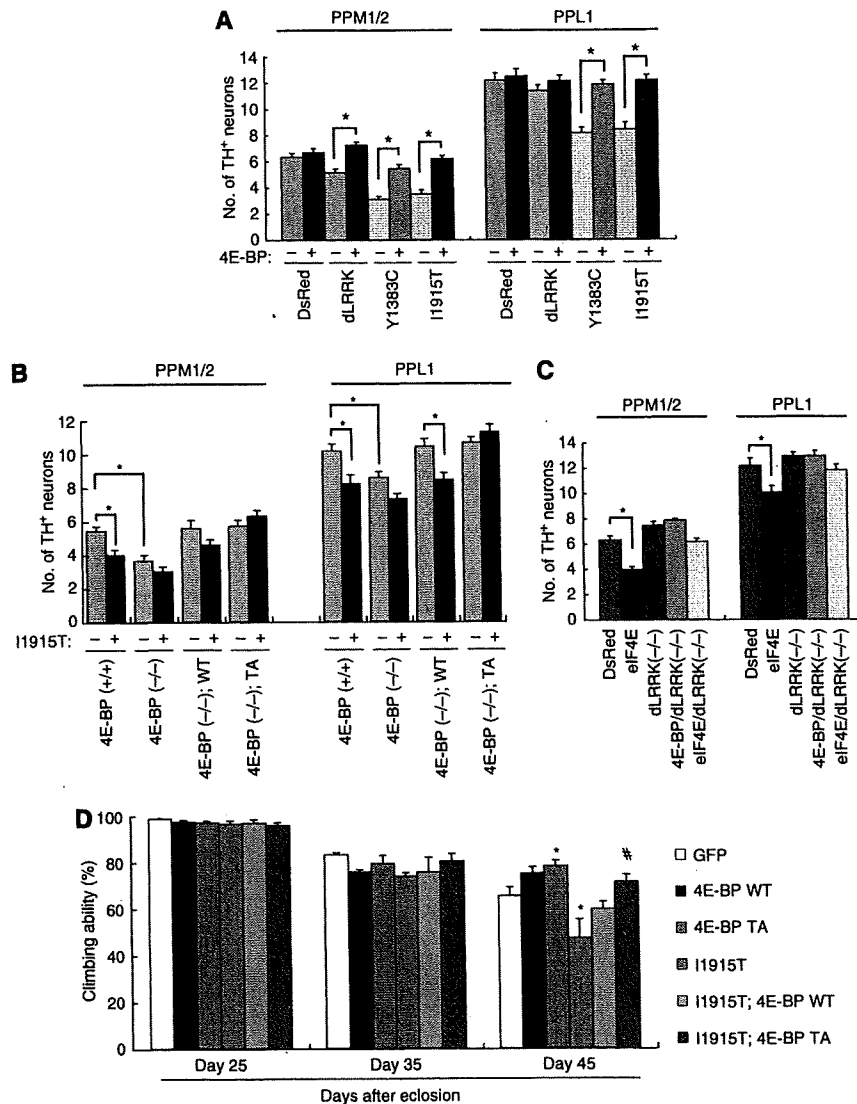 A
PPM1/2
PPL1
No. of TH+ neurons
14
12
10
8
6
4
2
0
* * * * *
4E-BP: – + – + – + – + – + – + – + – +
DsRed
dLRRK
Y1383C
I1915T
DsRed
dLRRK
Y1383C
I1915T
B
PPM1/2
PPL1
No. of TH+ neurons
12
10
8
6
4
2
0
* * * * *
I1915T: – + – + – + – + – + – + – + – +
4E-BP (+/+)
4E-BP (–/–)
4E-BP (–/–); WT
4E-BP (–/–); TA
4E-BP (+/+)
4E-BP (–/–)
4E-BP (–/–); WT
4E-BP (–/–); TA
C
PPM1/2
PPL1
No. of TH+ neurons
14
12
10
8
6
4
2
0
* *
DsRed
eIF4E
dLRRK(–/–)
4E-BP/dLRRK(–/–)
eIF4E/dLRRK(–/–)
DsRed
eIF4E
dLRRK(–/–)
4E-BP/dLRRK(–/–)
eIF4E/dLRRK(–/–)
D
Climbing ability (%)
100
80
60
40
20
0
* * #
Day 25
Day 35
Day 45
Days after eclosion
GFP
4E-BP WT
4E-BP TA
I1915T
I1915T; 4E-BP WT
I1915T; 4E-BP TA